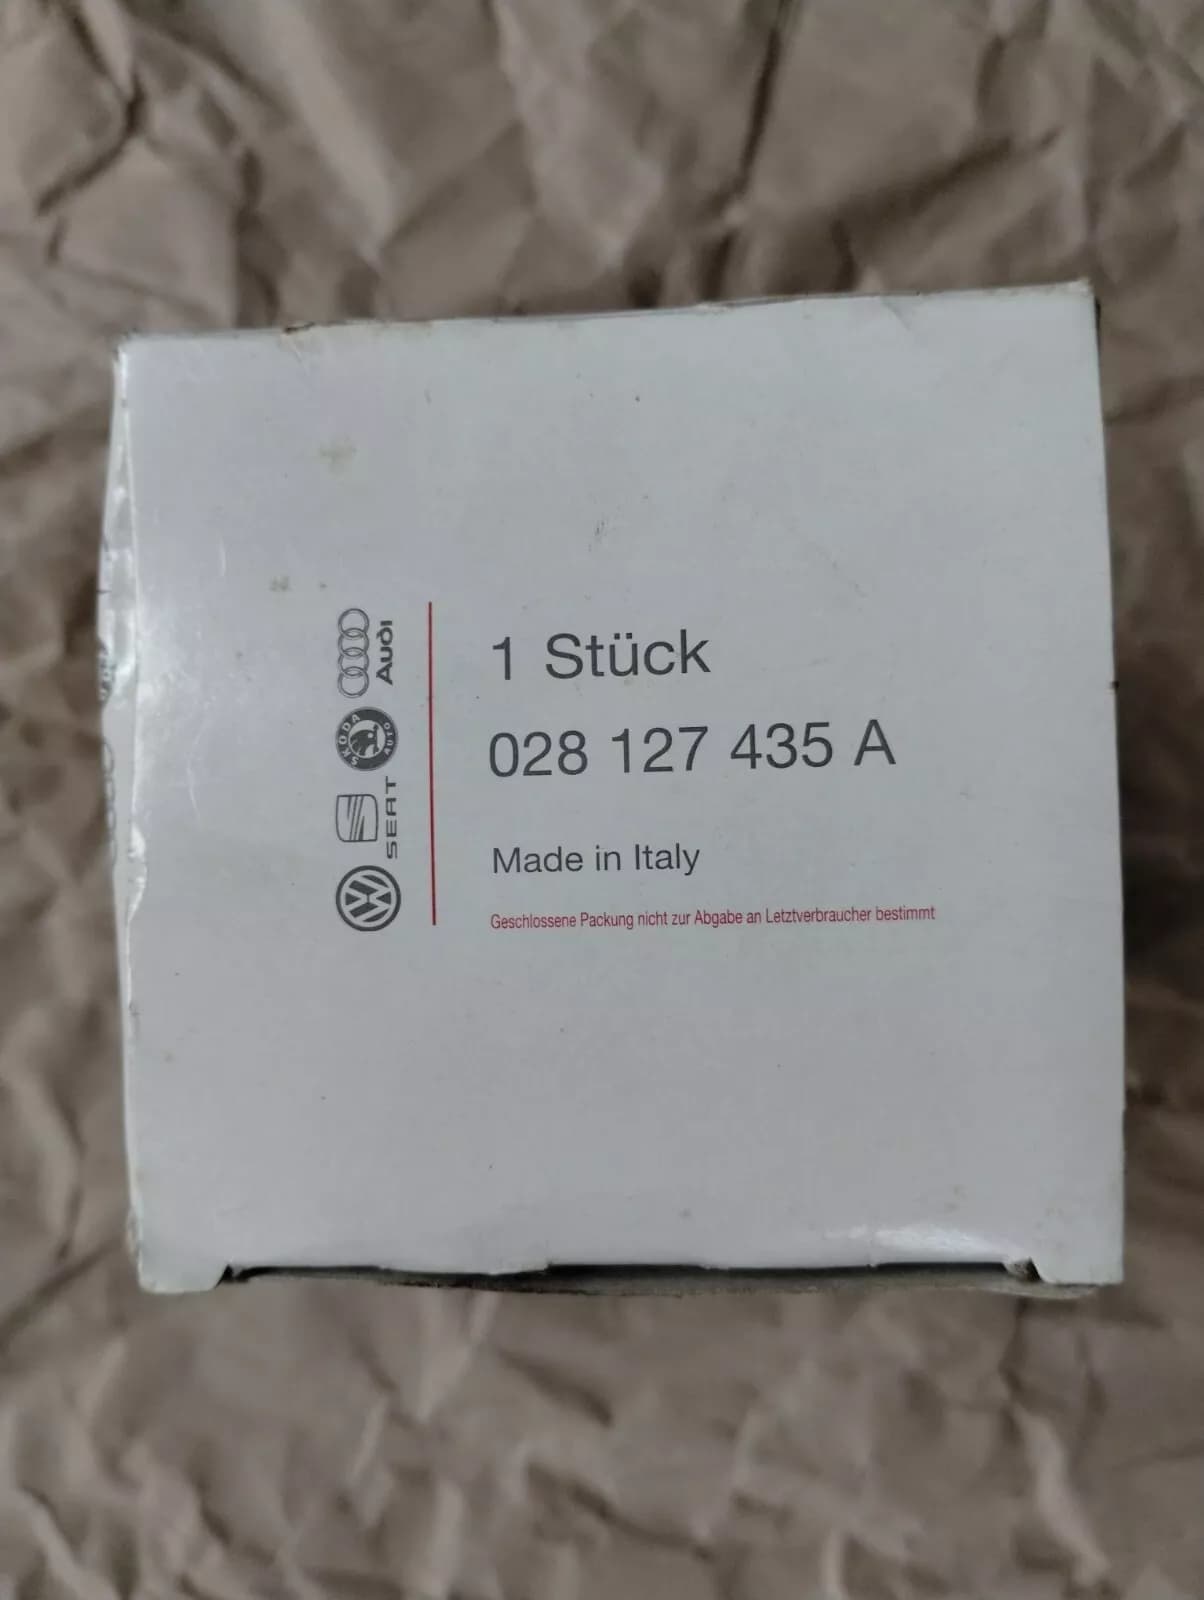 1 Stück
028 127 435 A
Made in Italy
Geschlossene Packung nicht zur Abgabe an Letztverbraucher bestimmt
Audi
SKODA AUTO
SEAT